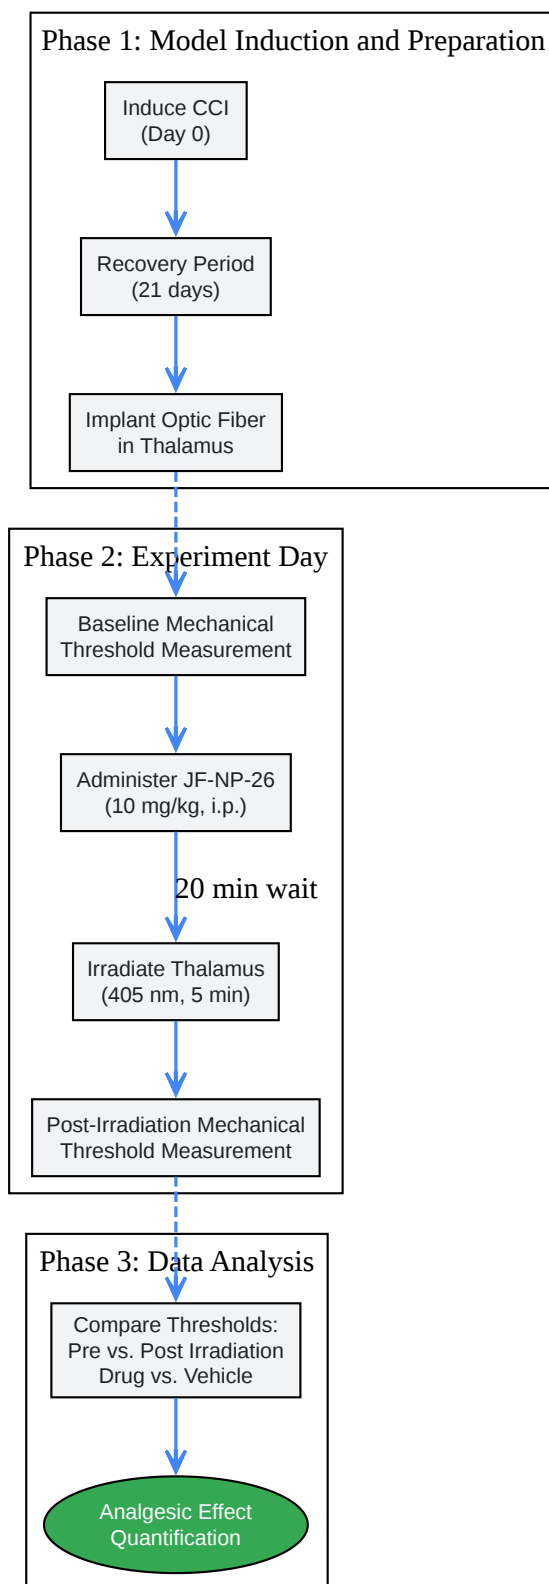 Phase 1: Model Induction and Preparation
Induce CCI
(Day 0)
Recovery Period
(21 days)
Implant Optic Fiber
in Thalamus
Phase 2: Experiment Day
Baseline Mechanical
Threshold Measurement
Administer JF-NP-26
(10 mg/kg, i.p.)
20 min wait
Irradiate Thalamus
(405 nm, 5 min)
Post-Irradiation Mechanical
Threshold Measurement
Phase 3: Data Analysis
Compare Thresholds:
Pre vs. Post Irradiation
Drug vs. Vehicle
Analgesic Effect
Quantification